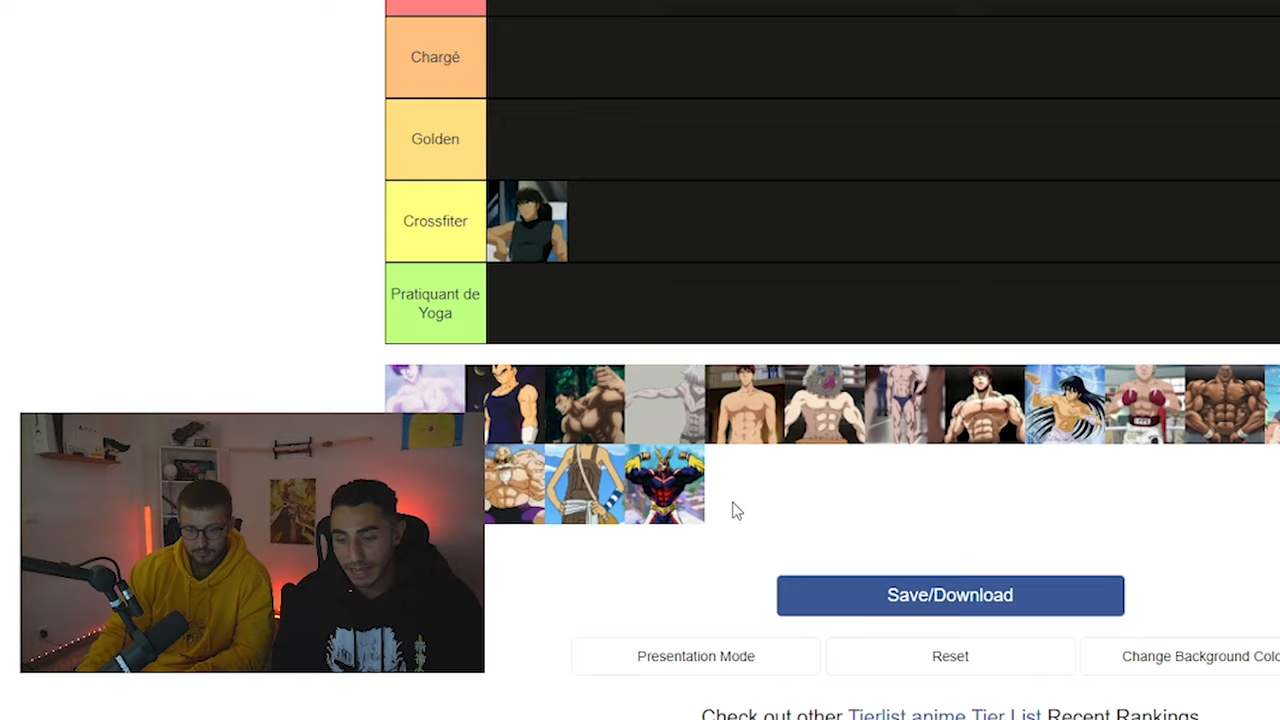 Chargé
Golden
Crossfiter
Pratiquant de
Yoga
Save/Download
Presentation Mode
Reset
Change Background Colo
Check out other Tierlist anime Tier List Recent Rankings